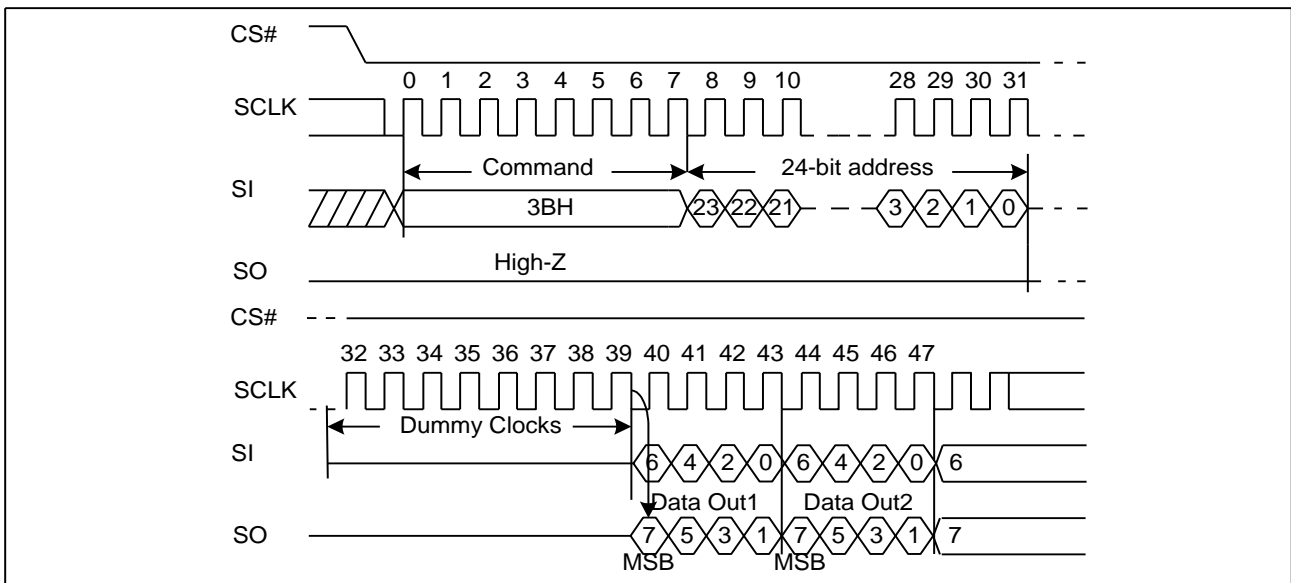 CS#
0 1 2 3 4 5 6 7 8 9 10 28 29 30 31
SCLK
Command 24-bit address
SI
3BH 23 22 21 3 2 1 0
High-Z
SO
CS#
32 33 34 35 36 37 38 39 40 41 42 43 44 45 46 47
SCLK
Dummy Clocks
SI
6 4 2 0 6 4 2 0 6
Data Out1 Data Out2
SO
7 5 3 1 7 5 3 1 7
MSB MSB